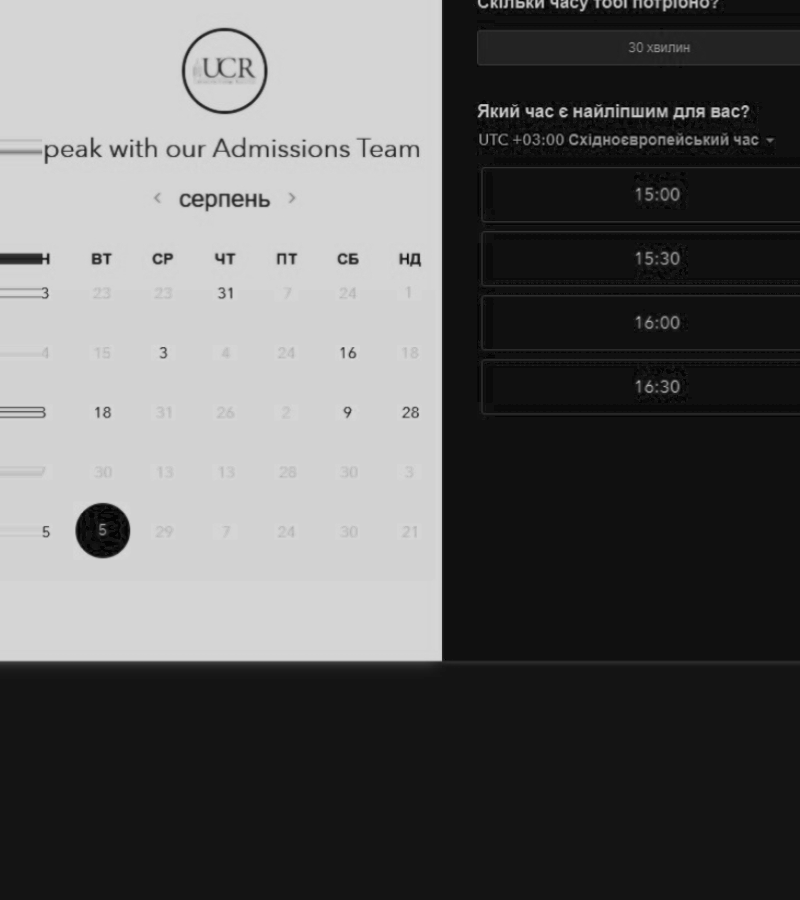 UCR
peak with our Admissions Team
серпень
Н ВТ СР ЧТ ПТ СБ НД
3 23 23 31 7 24 1
4 15 3 4 24 16 18
3 18 31 26 2 9 28
7 30 13 13 28 30 3
5 5 29 7 24 30 21
Скільки часу тобі потрібно?
30 хвилин
Який час є найліпшим для вас?
UTC +03:00 Східноєвропейський час
15:00
15:30
16:00
16:30